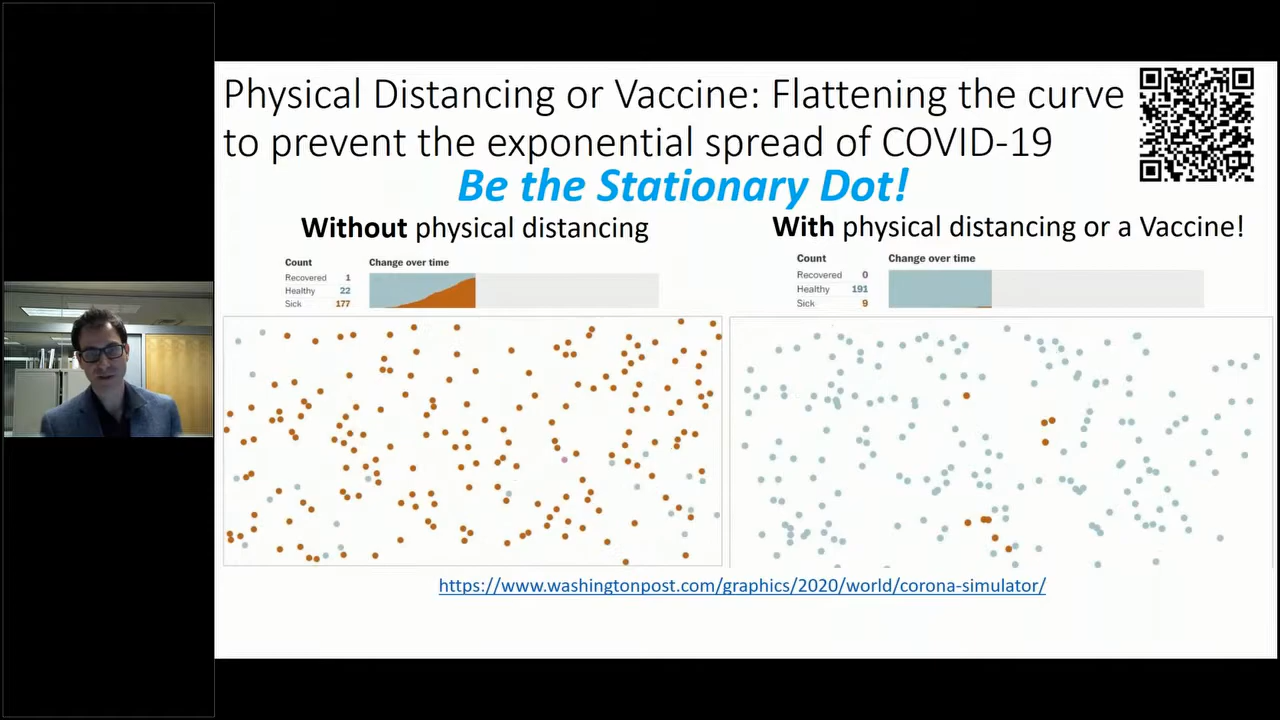 Physical Distancing or Vaccine: Flattening the curve
to prevent the exponential spread of COVID-19
Be the Stationary Dot!
Without physical distancing
Count
Change over time
Recovered 1
Healthy 22
Sick 177
With physical distancing or a Vaccine!
Count
Change over time
Recovered 0
Healthy 191
Sick 9
https://www.washingtonpost.com/graphics/2020/world/corona-simulator/